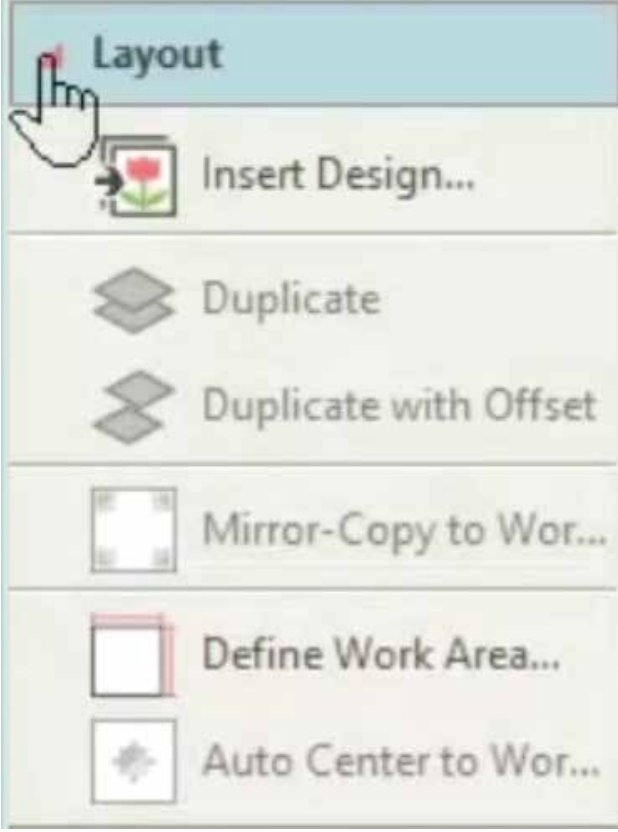 Layout
Insert Design...
Duplicate
Duplicate with Offset
Mirror-Copy to Wor...
Define Work Area...
Auto Center to Wor...